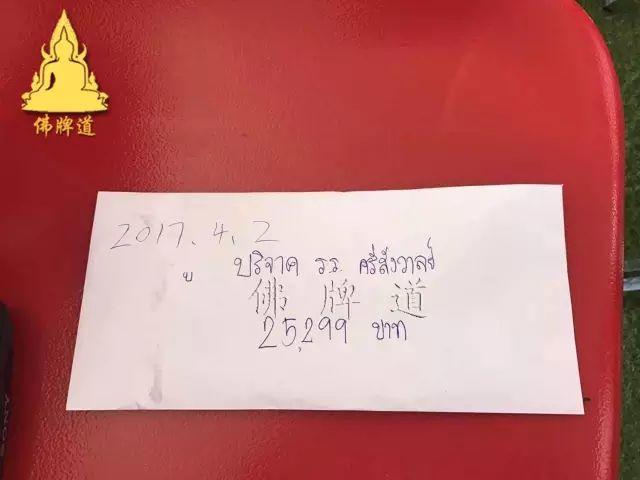 佛牌道
2017. 4. 2
บริจาค ร.ร. ศรีสังวาลย์
佛 牌 道
25,299 บาท